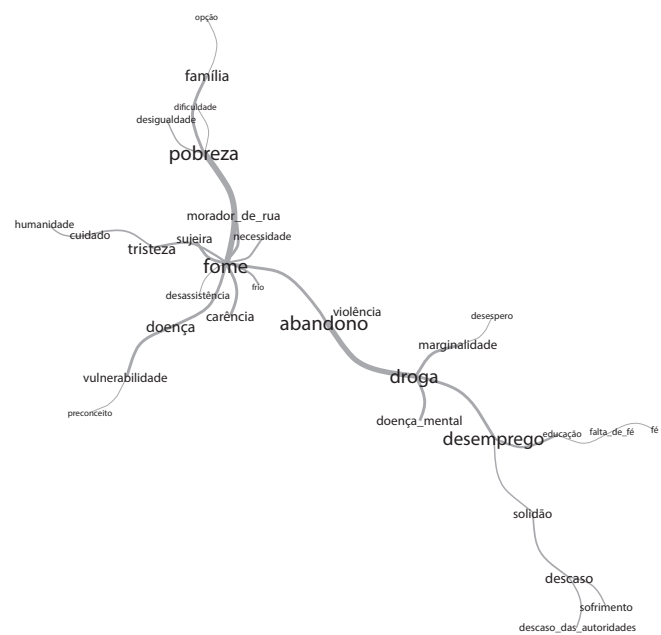 opção
família
dificuldade
desigualdade
pobreza
morador_de_rua
humanidade
cuidado
sujeira
necessidade
tristeza
fome
frio
desassistência
carência
violência
abandono
doença
desespero
marginalidade
vulnerabilidade
droga
preconceito
doença_mental
desemprego
educação
falta_de_fé
fé
solidão
descaso
sofrimento
descaso_das_autoridades